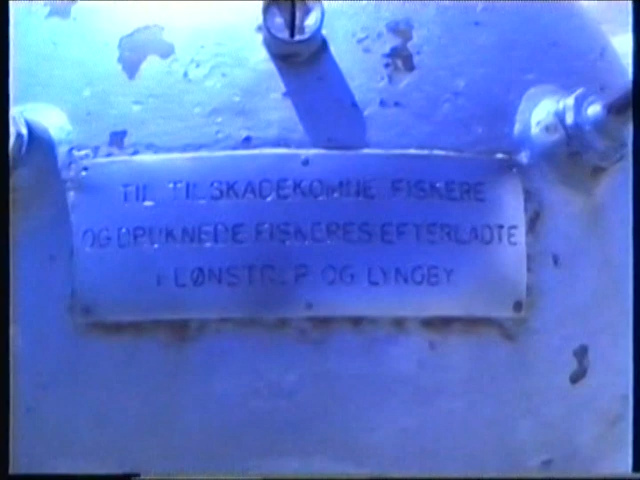 TIL TILSKADEKOMNE FISKERE
OG DRUKNEDE FISKERES EFTERLADTE
I LØNSTRUP OG LYNGBY